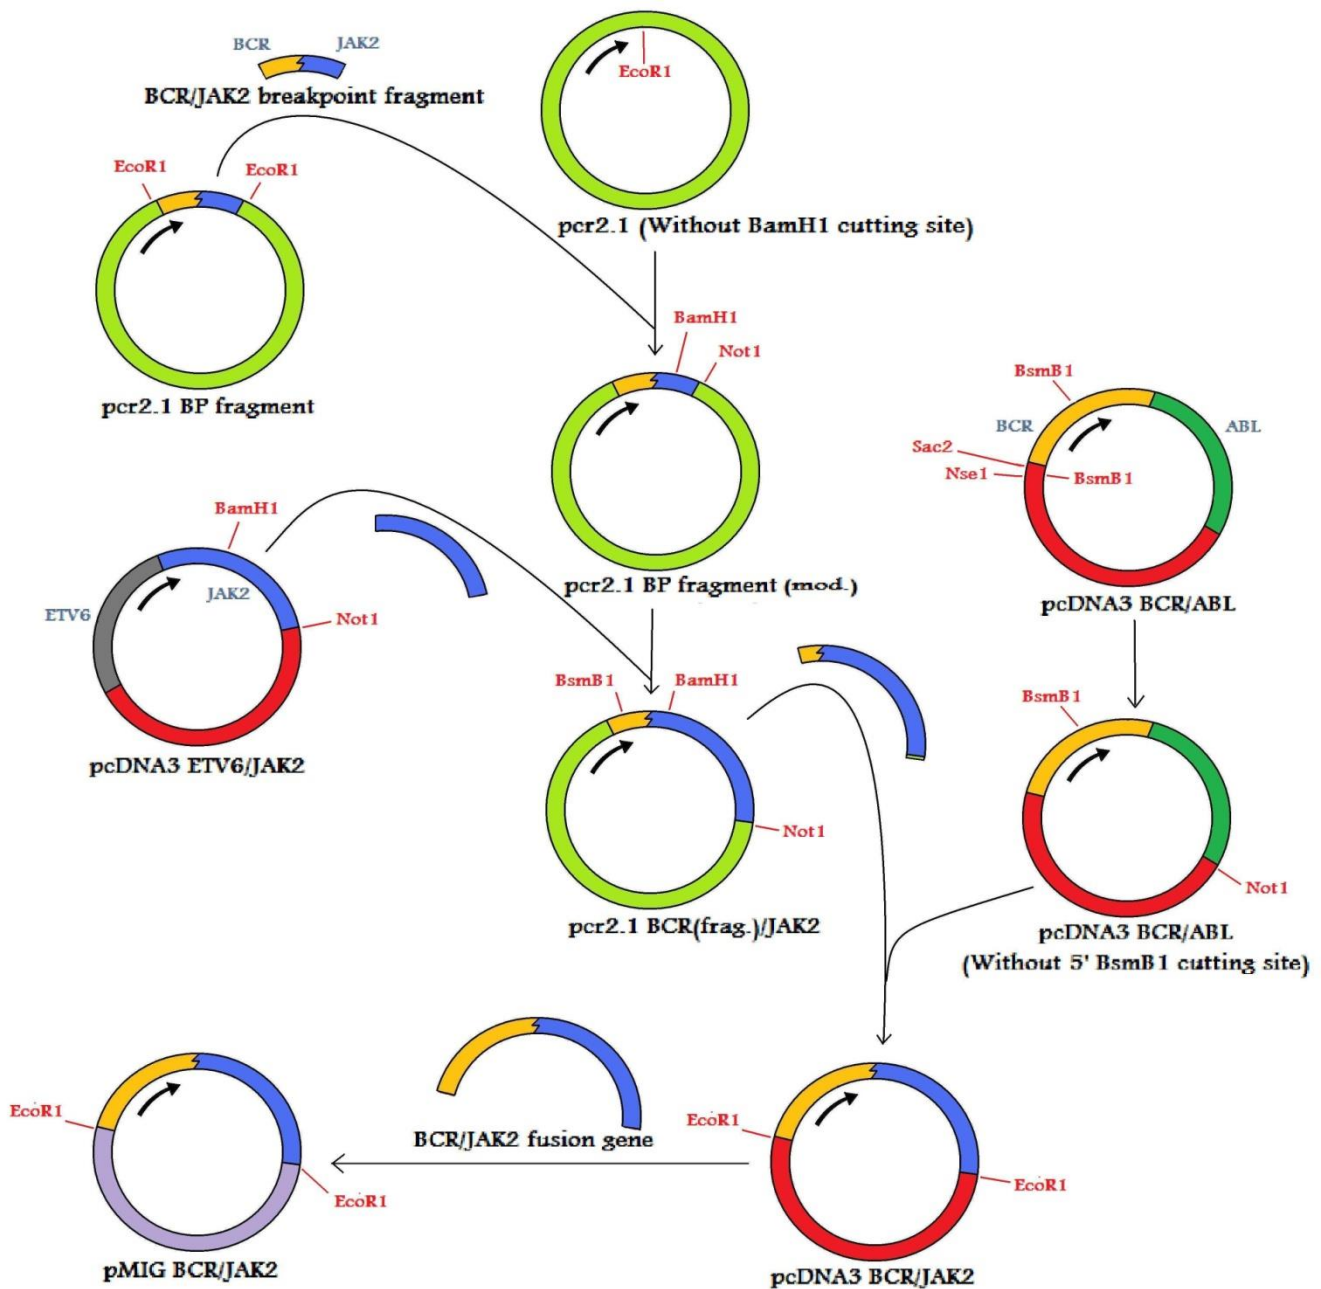 BCR JAK2
BCR/JAK2 breakpoint fragment
EcoR1
EcoR1 EcoR1
pcr2.1 (Without BamH1 cutting site)
pcr2.1 BP fragment
BamH1
Not1
BsmB1
BCR ABL
Sac2
Nse1 BsmB1
pcr2.1 BP fragment (mod.)
pcDNA3 BCR/ABL
BamH1
ETV6 JAK2
Not1
pcDNA3 ETV6/JAK2
BsmB1 BamH1
Not1
pcr2.1 BCR(frag.)/JAK2
BsmB1
Not1
pcDNA3 BCR/ABL
(Without 5' BsmB1 cutting site)
BCR/JAK2 fusion gene
EcoR1
EcoR1
pMIG BCR/JAK2
EcoR1
EcoR1
pcDNA3 BCR/JAK2